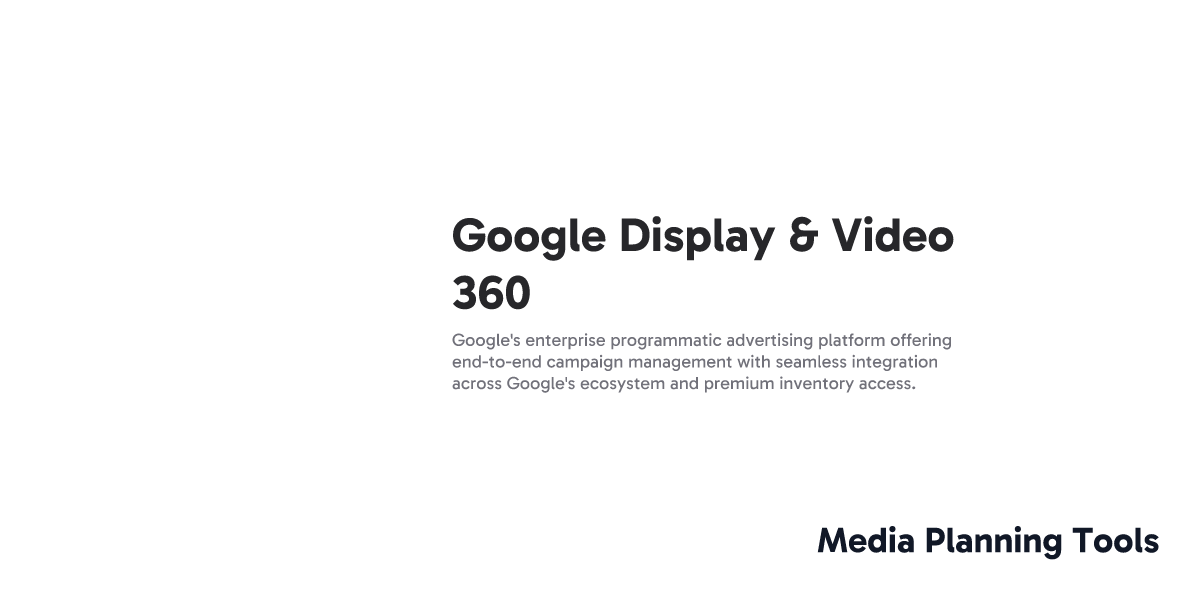 Google Display & Video
360
Google's enterprise programmatic advertising platform offering
end-to-end campaign management with seamless integration
across Google's ecosystem and premium inventory access.
Media Planning Tools